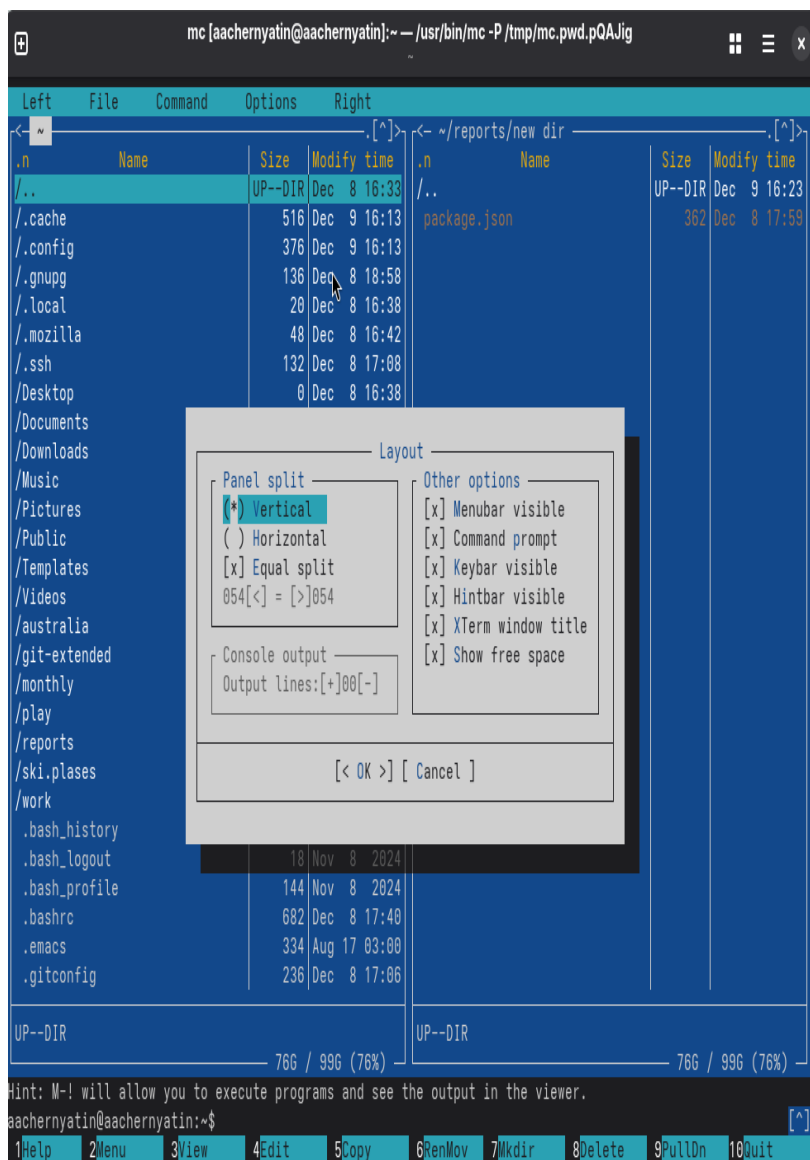 mc [aachernyatin@aachernyatin]:~ — /usr/bin/mc -P /tmp/mc.pwd.pQAJig
~
Left File Command Options Right
<- ~ .[^]> <- ~/reports/new dir .[^]>
.n Name Size Modify time .n Name Size Modify time
/.. UP--DIR Dec 8 16:33 /.. UP--DIR Dec 9 16:23
/.cache 516 Dec 9 16:13 package.json 362 Dec 8 17:59
/.config 376 Dec 9 16:13
/.gnupg 136 Dec 8 18:58
/.local 20 Dec 8 16:38
/.mozilla 48 Dec 8 16:42
/.ssh 132 Dec 8 17:08
/Desktop 0 Dec 8 16:38
/Documents
/Downloads
/Music
/Pictures
/Public
/Templates
/Videos
/australia
/git-extended
/monthly
/play
/reports
/ski.plases
/work
.bash_history
.bash_logout 18 Nov 8 2024
.bash_profile 144 Nov 8 2024
.bashrc 682 Dec 8 17:40
.emacs 334 Aug 17 03:00
.gitconfig 236 Dec 8 17:06
Layout
Panel split
(*) Vertical
( ) Horizontal
[x] Equal split
054[<] = [>]054
Console output
Output lines:[+]00[-]
Other options
[x] Menubar visible
[x] Command prompt
[x] Keybar visible
[x] Hintbar visible
[x] XTerm window title
[x] Show free space
[< OK >] [ Cancel ]
UP--DIR UP--DIR
76G / 99G (76%) 76G / 99G (76%)
Hint: M-! will allow you to execute programs and see the output in the viewer.
aachernyatin@aachernyatin:~$ [^]
1Help 2Menu 3View 4Edit 5Copy 6RenMov 7Mkdir 8Delete 9PullDn 10Quit